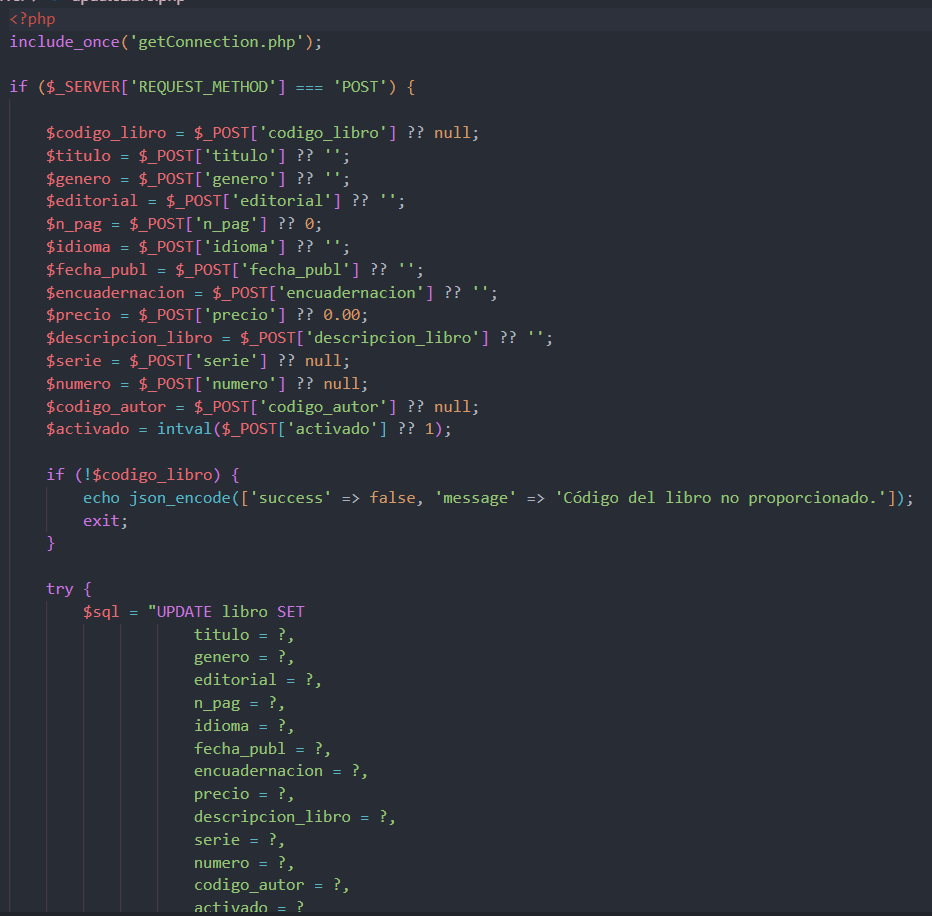 <?php
include_once('getConnection.php');
if ($_SERVER['REQUEST_METHOD'] === 'POST') {
$codigo_libro = $_POST['codigo_libro'] ?? null;
$titulo = $_POST['titulo'] ?? '';
$genero = $_POST['genero'] ?? '';
$editorial = $_POST['editorial'] ?? '';
$n_pag = $_POST['n_pag'] ?? 0;
$idioma = $_POST['idioma'] ?? '';
$fecha_publ = $_POST['fecha_publ'] ?? '';
$encuadernacion = $_POST['encuadernacion'] ?? '';
$precio = $_POST['precio'] ?? 0.00;
$descripcion_libro = $_POST['descripcion_libro'] ?? '';
$serie = $_POST['serie'] ?? null;
$numero = $_POST['numero'] ?? null;
$codigo_autor = $_POST['codigo_autor'] ?? null;
$activado = intval($_POST['activado'] ?? 1);
if (!$codigo_libro) {
echo json_encode(['success' => false, 'message' => 'Código del libro no proporcionado.']);
exit;
}
try {
$sql = "UPDATE libro SET
titulo = ?,
genero = ?,
editorial = ?,
n_pag = ?,
idioma = ?,
fecha_publ = ?,
encuadernacion = ?,
precio = ?,
descripcion_libro = ?,
serie = ?,
numero = ?,
codigo_autor = ?,
activado = ?